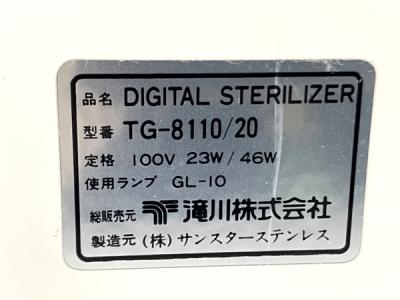 品名 DIGITAL STERILIZER
型番 TG-8110/20
定格 100V 23W/46W
使用ランプ GL-10
総販売元 滝川株式会社
製造元 (株)サンスターステンレス